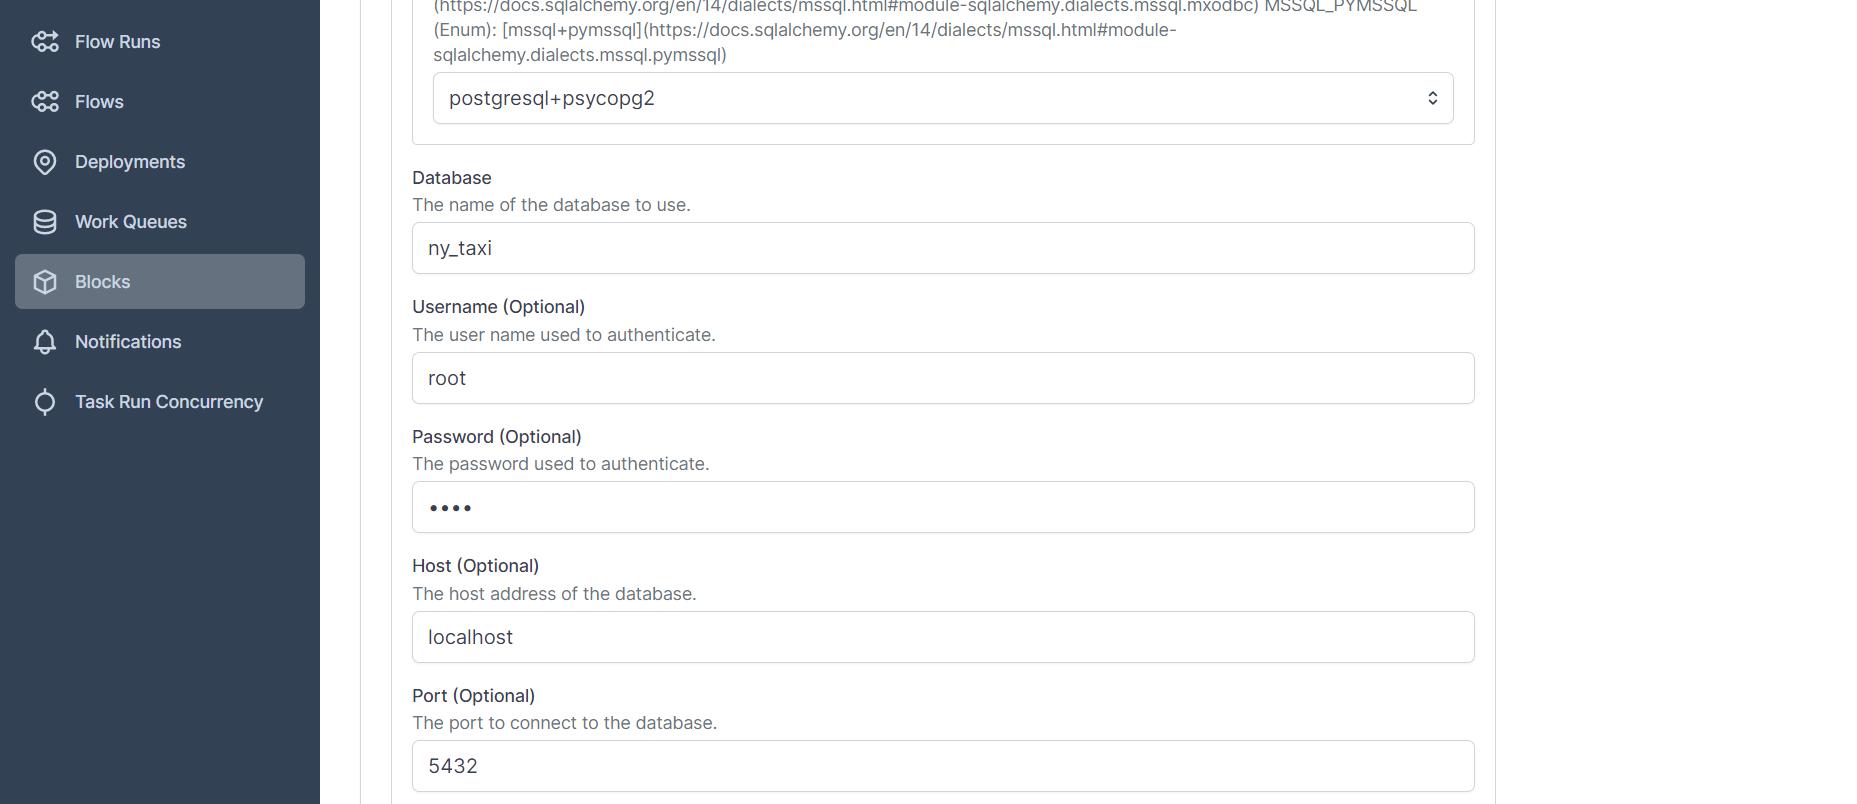 Flow Runs
Flows
Deployments
Work Queues
Blocks
Notifications
Task Run Concurrency
(https://docs.sqlalchemy.org/en/14/dialects/mssql.html#module-sqlalchemy.dialects.mssql.mxodbc) MSSQL_PYMSSQL
(Enum): [mssql+pymssql](https://docs.sqlalchemy.org/en/14/dialects/mssql.html#module-
sqlalchemy.dialects.mssql.pymssql)
postgresql+psycopg2
Database
The name of the database to use.
ny_taxi
Username (Optional)
The user name used to authenticate.
root
Password (Optional)
The password used to authenticate.
••••
Host (Optional)
The host address of the database.
localhost
Port (Optional)
The port to connect to the database.
5432